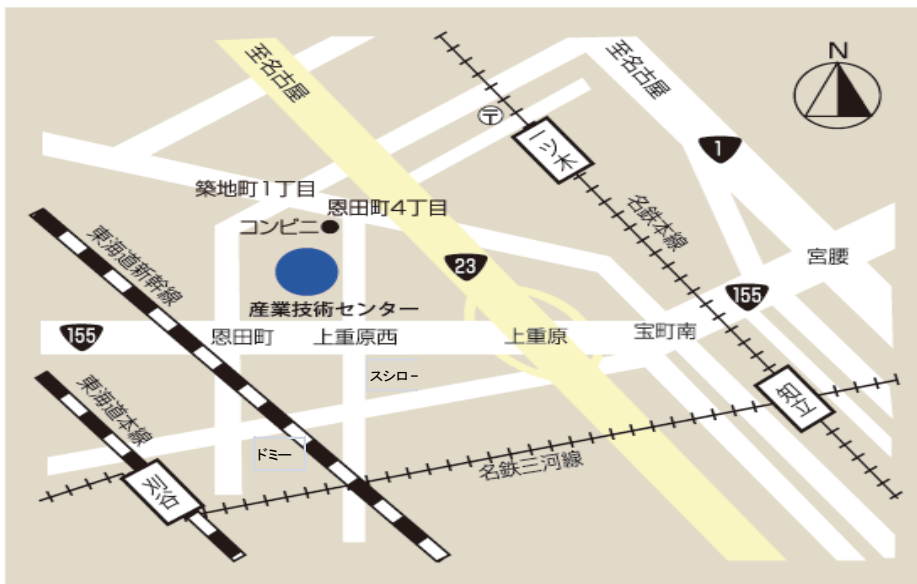 N
至名古屋
至名古屋
〒
一ツ木
1
築地町1丁目
恩田町4丁目
コンビニ
名鉄本線
東海道新幹線
23
宮腰
産業技術センター
155
155
恩田町
上重原西
上重原
宝町南
スシロー
東海道本線
知立
ドミー
名鉄三河線
刈谷